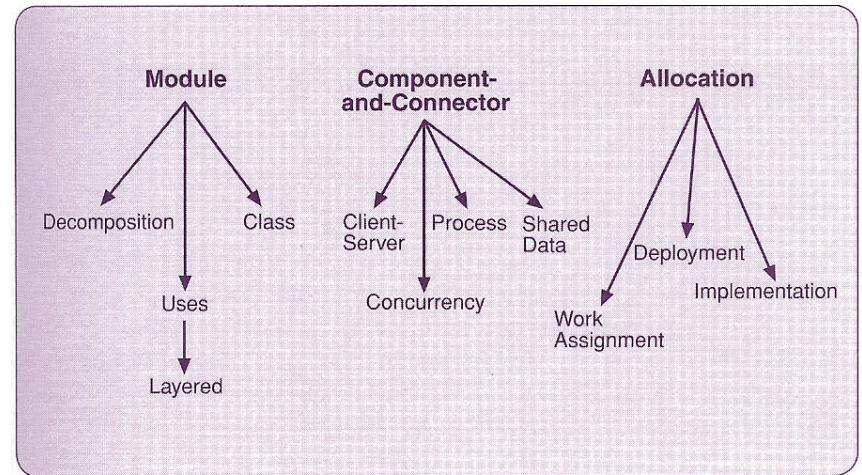 Module
Component-
and-Connector
Allocation
Decomposition
Class
Client-
Server
Process
Shared
Data
Deployment
Uses
Concurrency
Implementation
Work
Assignment
Layered